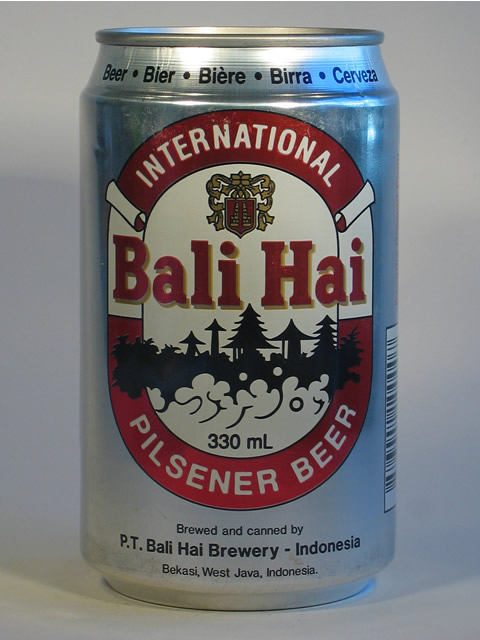 Beer • Bier • Bière • Birra • Cerveza
INTERNATIONAL
Bali Hai
330 mL
PILSENER BEER
Brewed and canned by
P.T. Bali Hai Brewery - Indonesia
Bekasi, West Java, Indonesia.